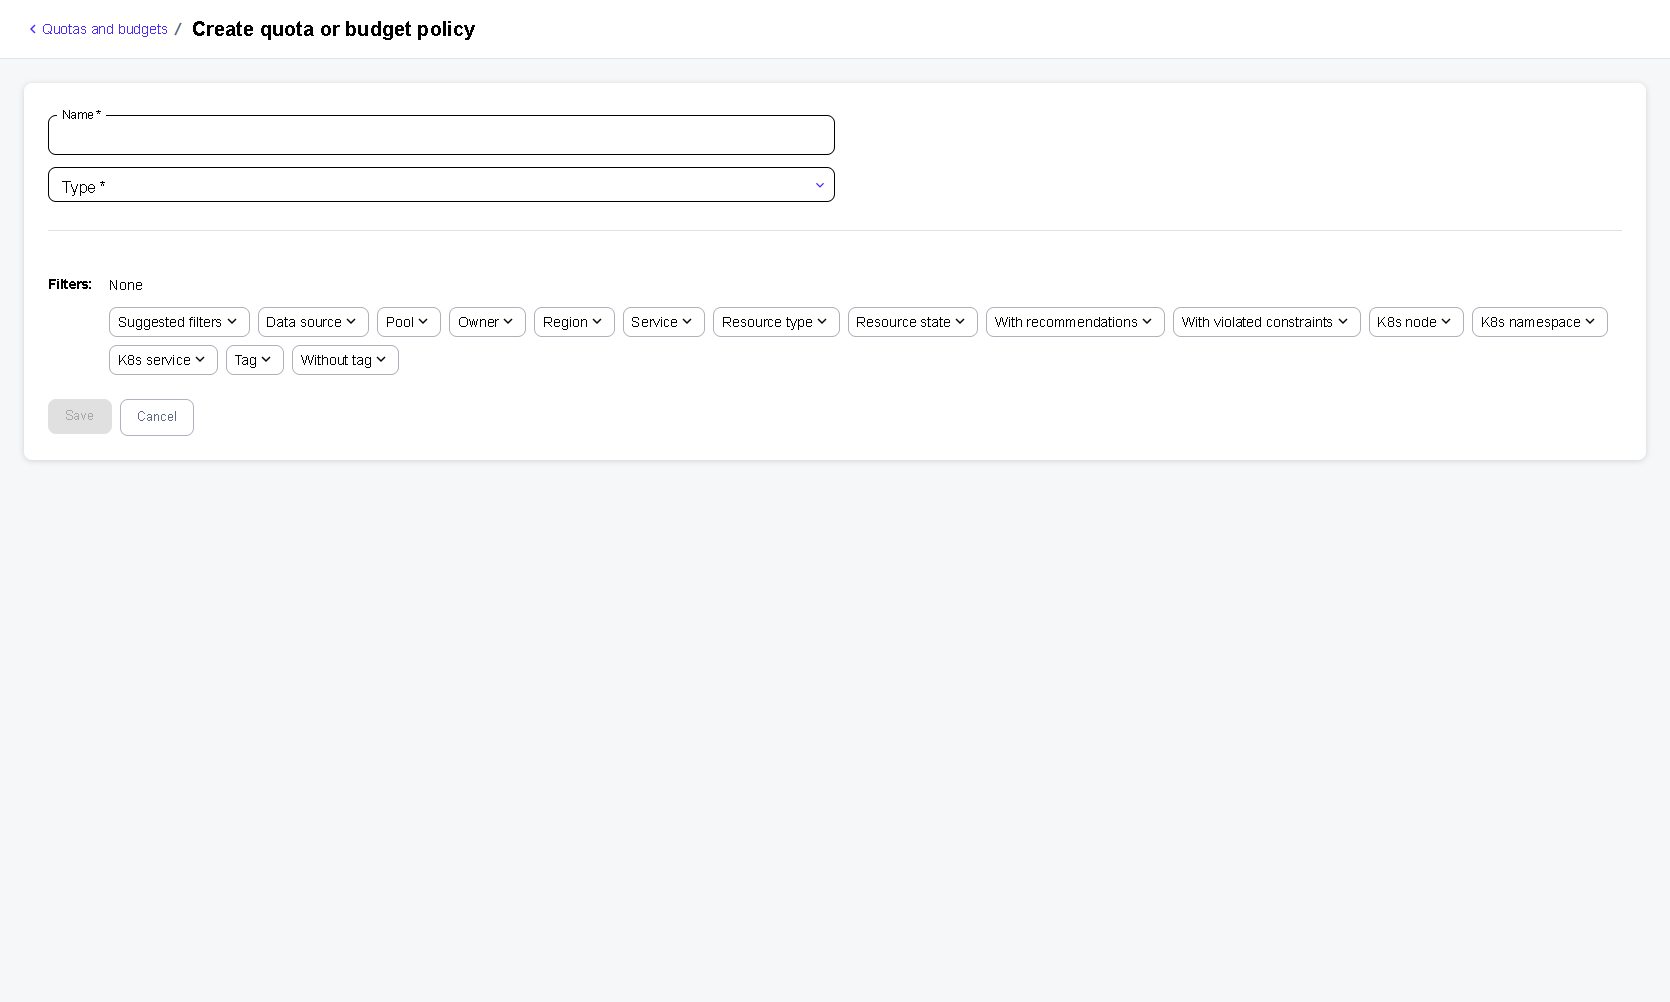 Quotas and budgets / Create quota or budget policy
Name *
Type *
Filters: None
Suggested filters Data source Pool Owner Region Service Resource type Resource state With recommendations With violated constraints K8s node K8s namespace
K8s service Tag Without tag
Save Cancel